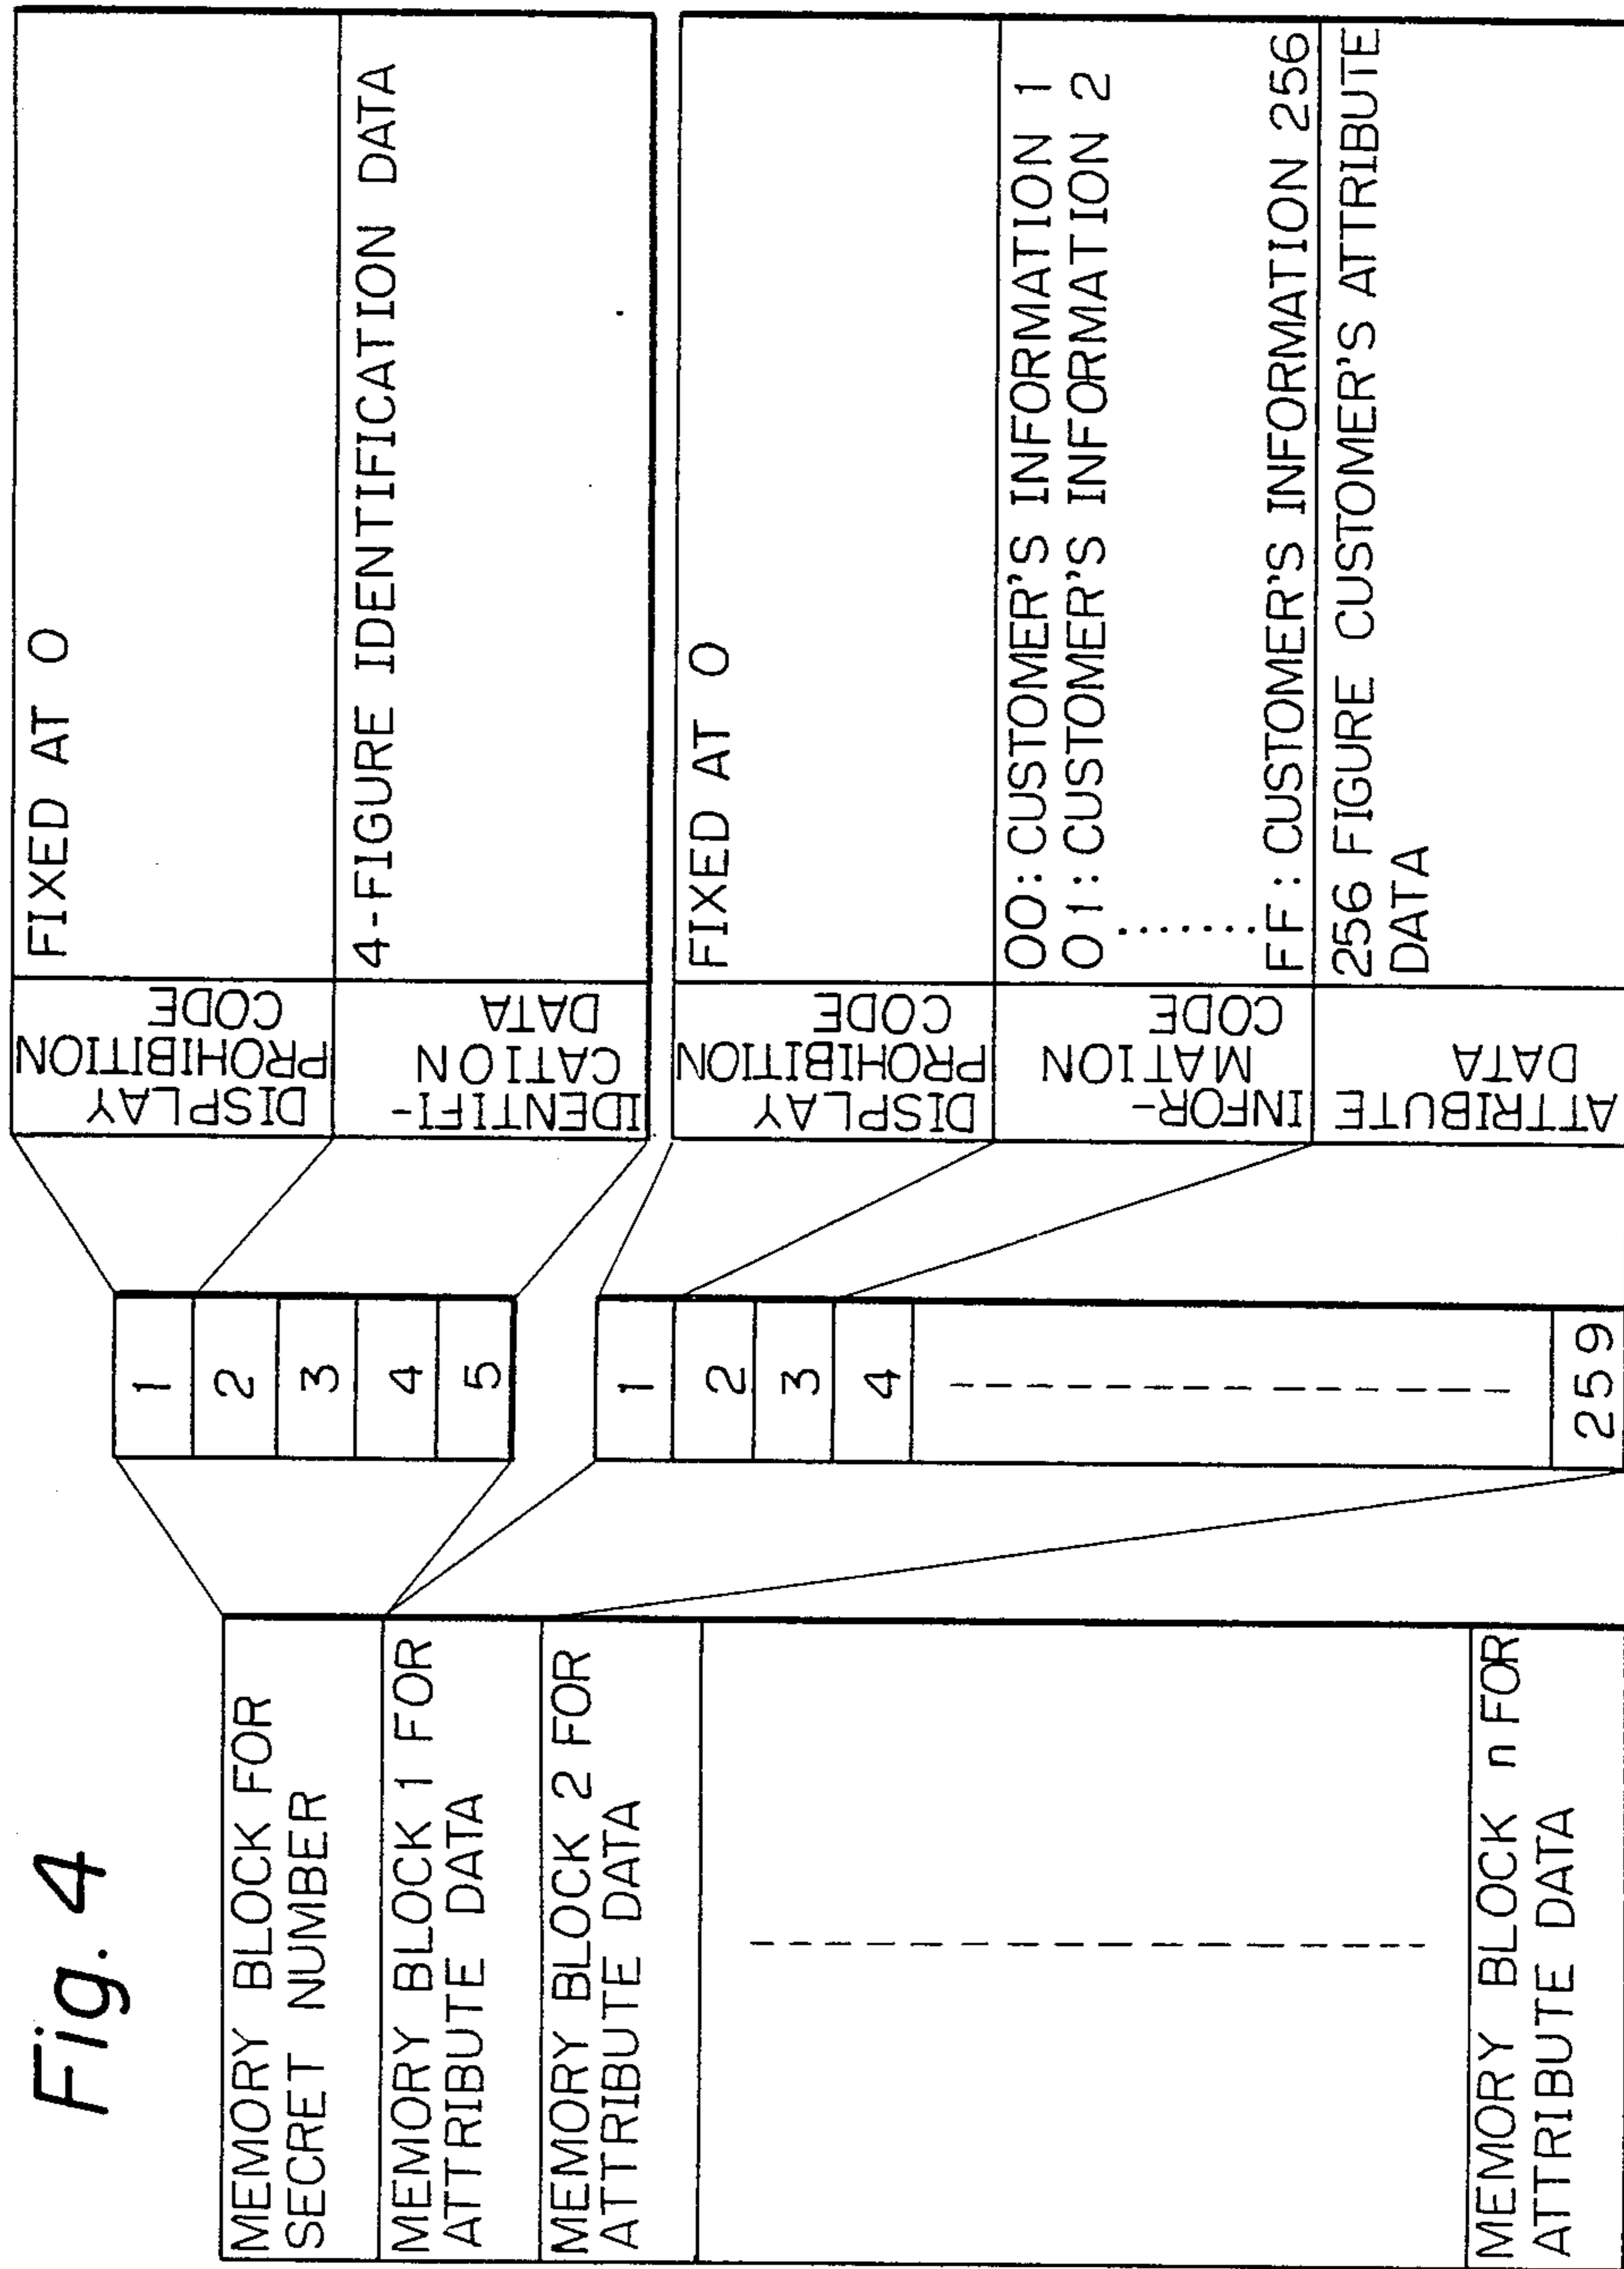 Fig. 4
MEMORY BLOCK FOR
SECRET NUMBER
MEMORY BLOCK 1 FOR
ATTRIBUTE DATA
MEMORY BLOCK 2 FOR
ATTRIBUTE DATA
MEMORY BLOCK n FOR
ATTRIBUTE DATA
1
2
3
4
5
1
2
3
4
259
DISPLAY
PROHIBITION
CODE
FIXED AT 0
IDENTIFI-
CATION
DATA
4-FIGURE IDENTIFICATION DATA
DISPLAY
PROHIBITION
CODE
FIXED AT 0
INFOR-
MATION
CODE
00: CUSTOMER'S INFORMATION 1
01: CUSTOMER'S INFORMATION 2
.......
FF: CUSTOMER'S INFORMATION 256
ATTRIBUTE
DATA
256 FIGURE CUSTOMER'S ATTRIBUTE
DATA